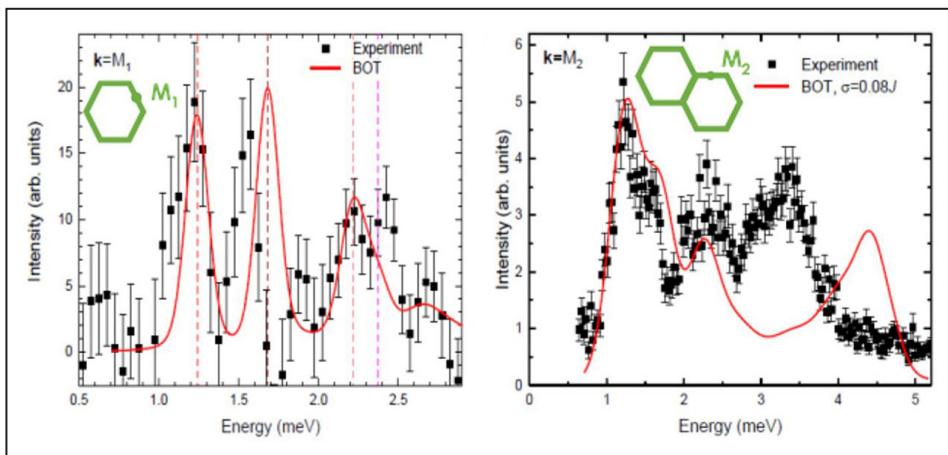 k=M₁
Experiment
BOT
M₁
Intensity (arb. units)
20
15
10
5
0
0.5
1.0
1.5
2.0
2.5
Energy (meV)
k=M₂
M₂
Experiment
BOT, σ=0.08J
Intensity (arb. units)
6
5
4
3
2
1
0
0
1
2
3
4
5
Energy (meV)